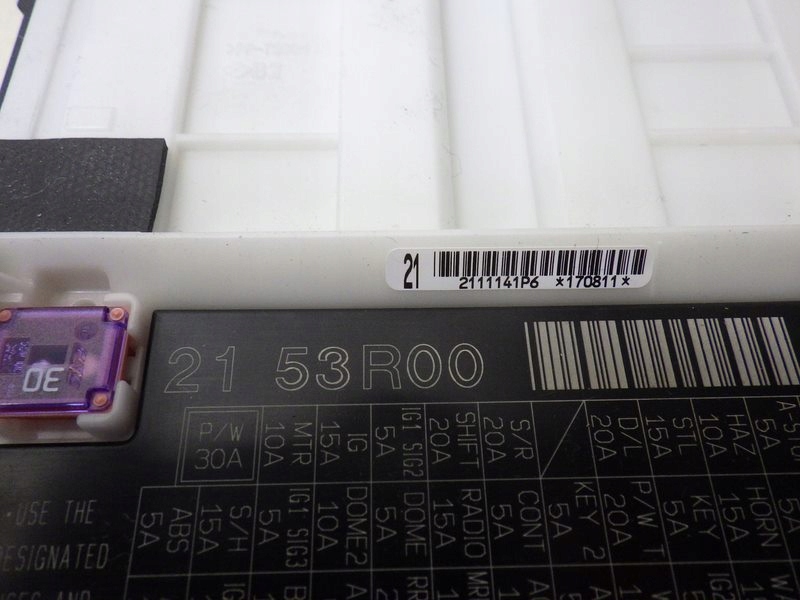 21
2111141P6 *170811*
30
21 53R00
P/W 30A
MTR 10A
IG 15A
IG1 SIG2 5A
SHIFT 20A
S/R 20A
D/L 20A
STL 15A
HAZ 10A
5A
ABS 5A
S/H 15A
IG1 SIG3 5A
DOME2 10A
DOME 5A
RADIO 15A
CONT 5A
KEY 2 5A
P/W T 20A
KEY 5A
HORN 15A
5A
·USE THE
DESIGNATED